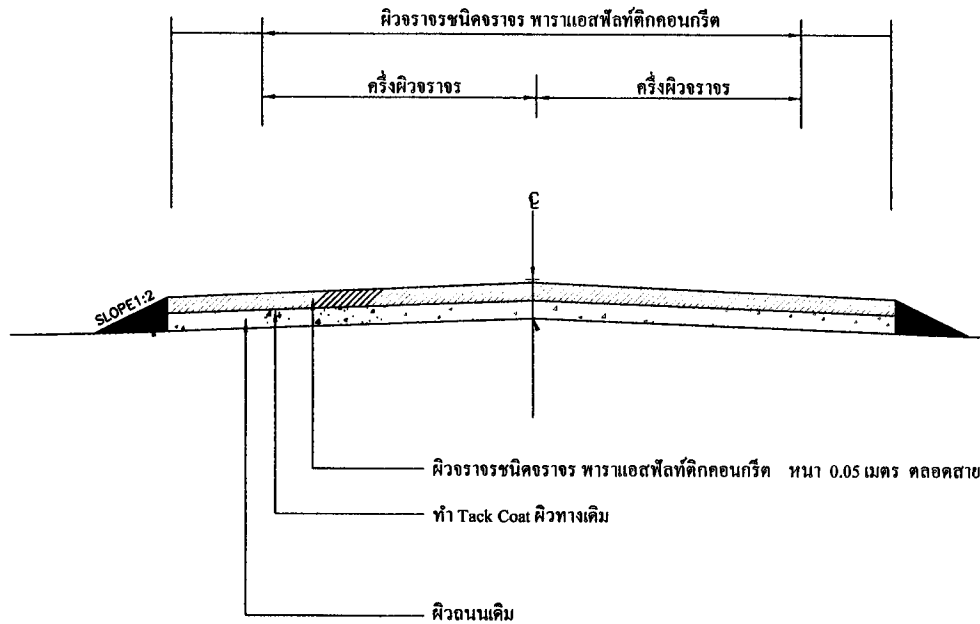 ผิวจราจรชนิดจราจร พาราแอสฟัลท์ติกคอนกรีต
ครึ่งผิวจราจร ครึ่งผิวจราจร
℄
SLOPE1:2
ผิวจราจรชนิดจราจร พาราแอสฟัลท์ติกคอนกรีต หนา 0.05 เมตร ตลอดสาย
ทำ Tack Coat ผิวทางเดิม
ผิวถนนเดิม